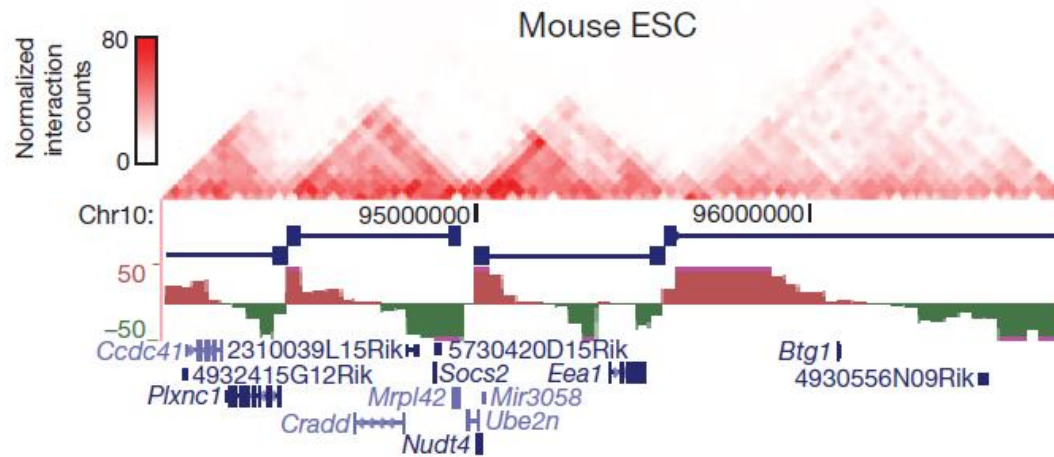 Mouse ESC
Normalized
interaction
counts
80
0
Chr10: 95000000 96000000
50
-50
Ccdc41 2310039L15Rik 5730420D15Rik Btg1
4932415G12Rik Socs2 Eea1 4930556N09Rik
Plxnc1 Mrpl42 Mir3058
Cradd Ube2n
Nudt4